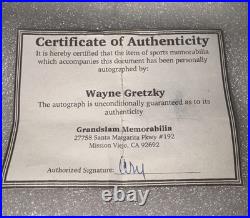 Certificate of Authenticity
It is hereby certified that the item of sports memorabilia
which accompanies this document has been personally
autographed by:
Wayne Gretzky
The autograph is unconditionally guaranteed as to its
authenticity
Grandslam Memorabilia
27758 Santa Margarita Pkwy #192
Mission Viejo, CA 92692
Authorized Signature: